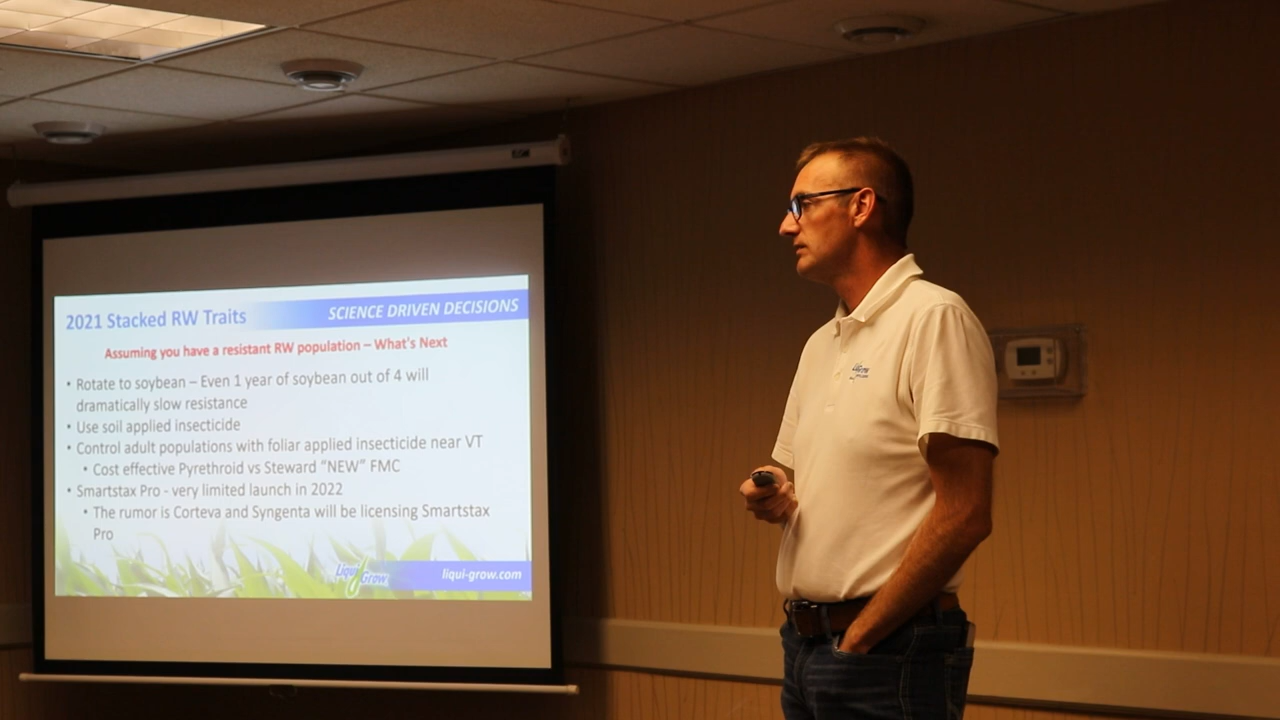 2021 Stacked RW Traits
SCIENCE DRIVEN DECISIONS
Assuming you have a resistant RW population – What's Next
• Rotate to soybean – Even 1 year of soybean out of 4 will
dramatically slow resistance
• Use soil applied insecticide
• Control adult populations with foliar applied insecticide near VT
• Cost effective Pyrethroid vs Steward "NEW" FMC
• Smartstax Pro - very limited launch in 2022
• The rumor is Corteva and Syngenta will be licensing Smartstax
Pro
Liqui Grow
liqui-grow.com